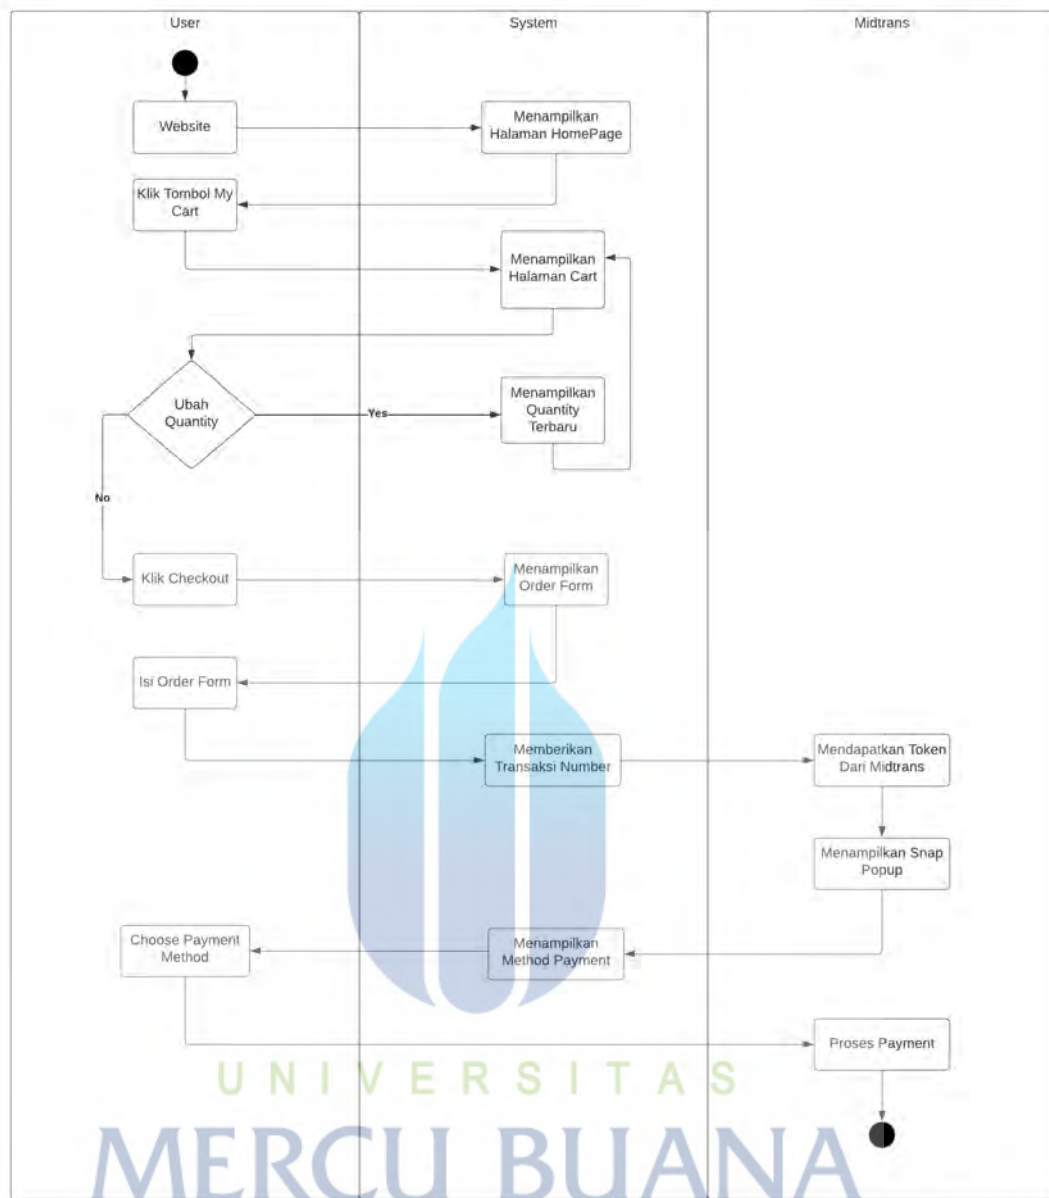 User
System
Midtrans
Website
Menampilkan
Halaman HomePage
Klik Tombol My
Cart
Menampilkan
Halaman Cart
Ubah
Quantity
Yes
Menampilkan
Quantity
Terbaru
No
Klik Checkout
Menampilkan
Order Form
Isi Order Form
Memberikan
Transaksi Number
Mendapatkan Token
Dari Midtrans
Menampilkan Snap
Popup
Choose Payment
Method
Menampilkan
Method Payment
Proses Payment
UNIVERSITAS
MERCU BUANA